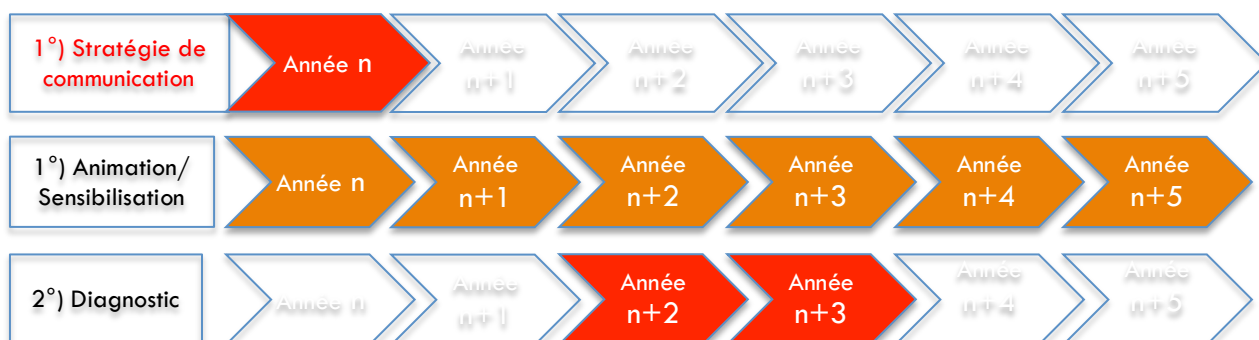 1°) Stratégie de
communication
Année n
Année
n+1
Année
n+2
Année
n+3
Année
n+4
Année
n+5
1°) Animation/
Sensibilisation
Année n
Année
n+1
Année
n+2
Année
n+3
Année
n+4
Année
n+5
2°) Diagnostic
Année n
Année
n+1
Année
n+2
Année
n+3
Année
n+4
Année
n+5